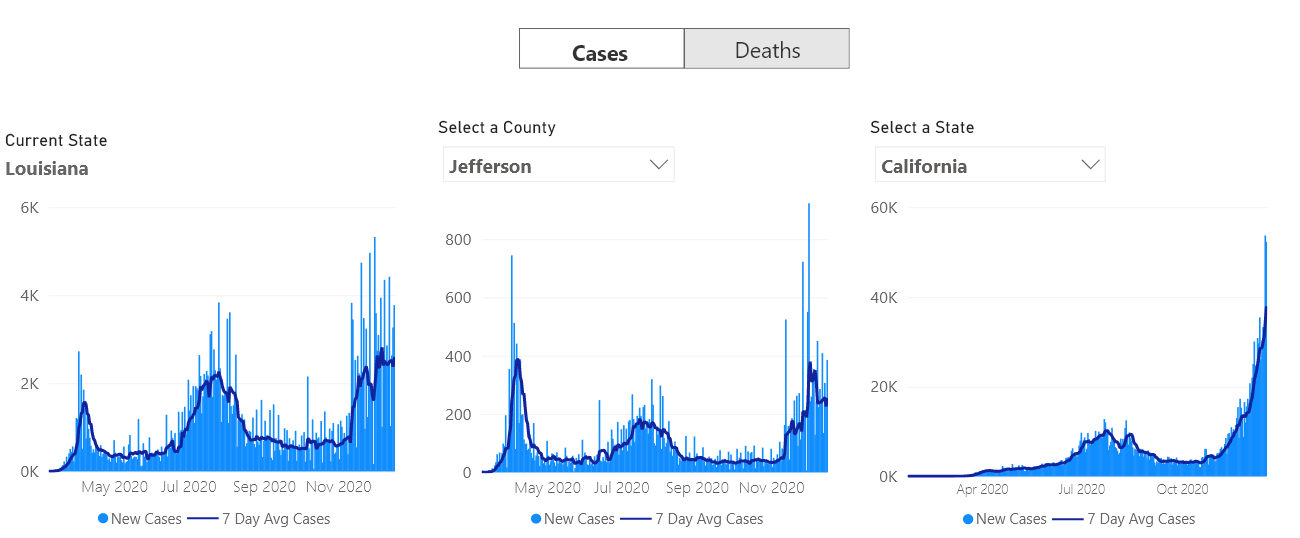 Cases
Deaths
Current State
Louisiana
6K
4K
2K
0K
May 2020
Jul 2020
Sep 2020
Nov 2020
New Cases
7 Day Avg Cases
Select a County
Jefferson
800
600
400
200
0
May 2020
Jul 2020
Sep 2020
Nov 2020
New Cases
7 Day Avg Cases
Select a State
California
60K
40K
20K
0K
Apr 2020
Jul 2020
Oct 2020
New Cases
7 Day Avg Cases